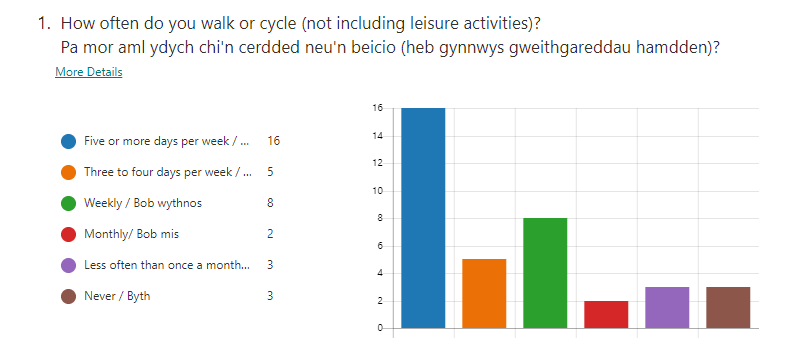 1. How often do you walk or cycle (not including leisure activities)?
Pa mor aml ydych chi'n cerdded neu'n beicio (heb gynnwys gweithgareddau hamdden)?
More Details
Five or more days per week / ... 16
Three to four days per week / ... 5
Weekly / Bob wythnos 8
Monthly/ Bob mis 2
Less often than once a month... 3
Never / Byth 3
16
14
12
10
8
6
4
2
0